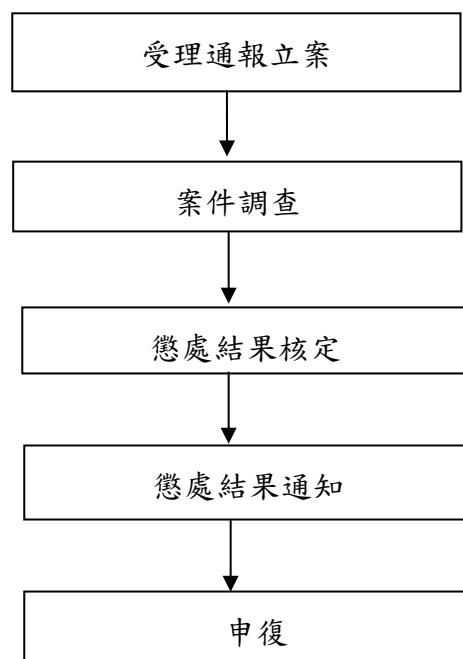 受理通報立案
案件調查
懲處結果核定
懲處結果通知
申復